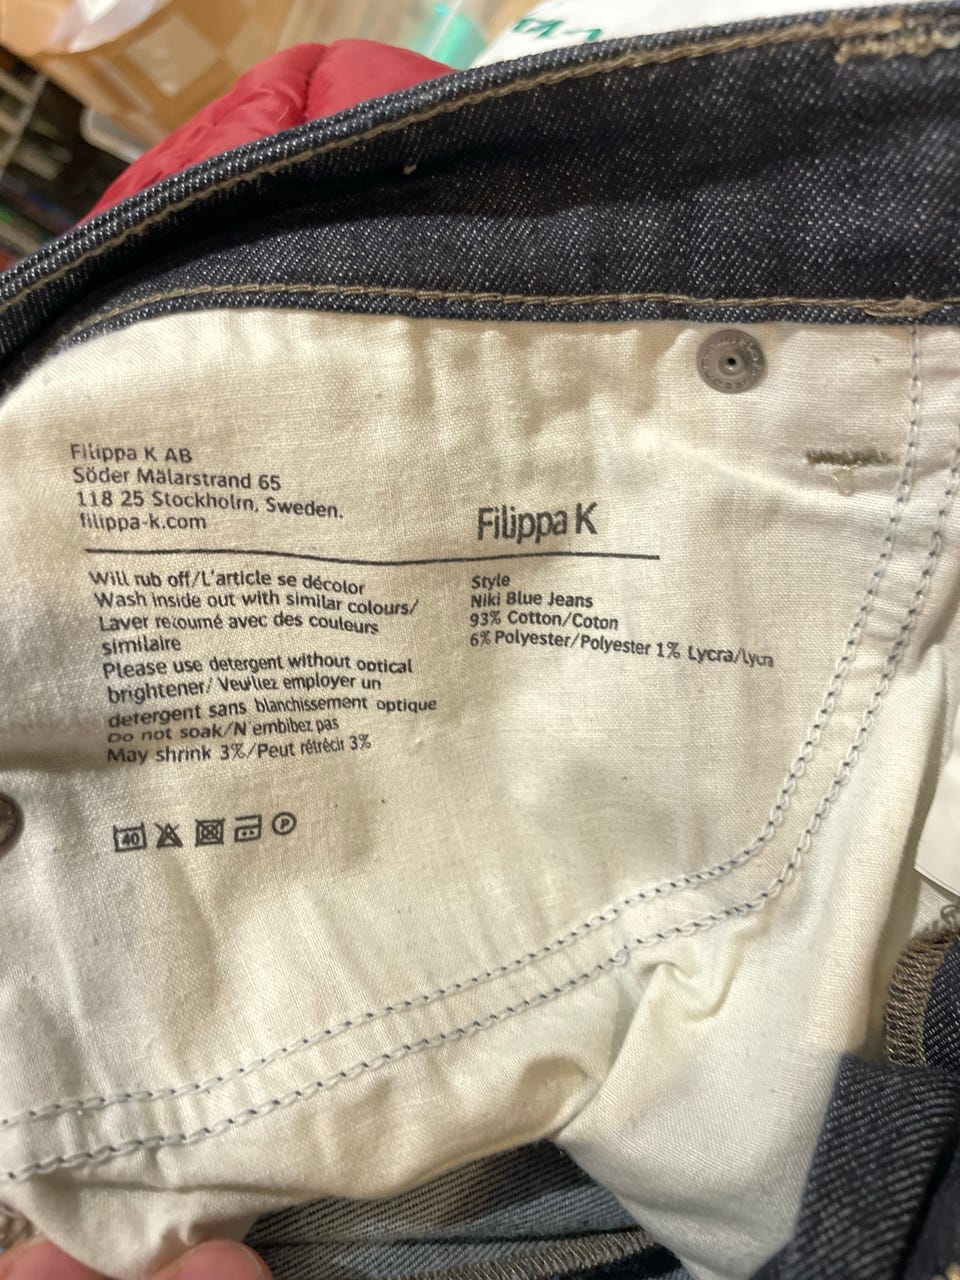 Filippa K AB
Söder Mälarstrand 65
118 25 Stockholm, Sweden.
filippa-k.com
Filippa K
Will rub off/L'article se décolor
Wash inside out with similar colours/
Laver retourné avec des couleurs
similaire
Please use detergent without optical
brightener/ Veuillez employer un
detergent sans blanchissement optique
Do not soak/N'embibez pas
May shrink 3%/Peut rétrécir 3%
Style
Niki Blue Jeans
93% Cotton/Coton
6% Polyester/Polyester 1% Lycra/Lycra
40
P